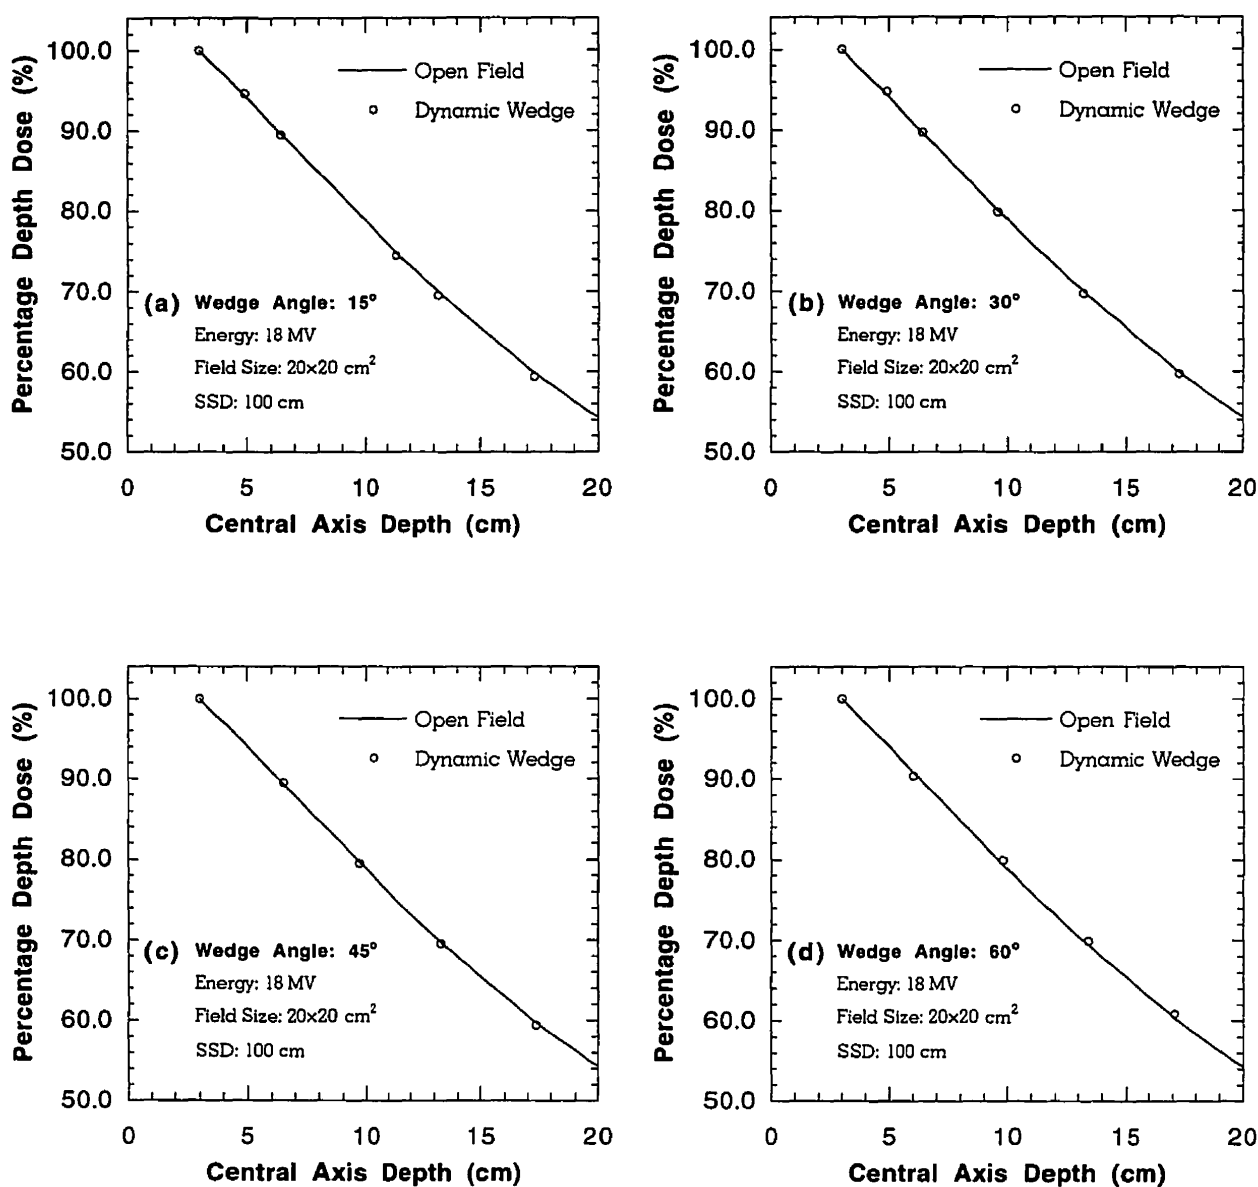 100.0
90.0
80.0
70.0
60.0
50.0
Percentage Depth Dose (%)
Open Field
Dynamic Wedge
(a) Wedge Angle: 15°
Energy: 18 MV
Field Size: 20×20 cm²
SSD: 100 cm
0 5 10 15 20
Central Axis Depth (cm)
100.0
90.0
80.0
70.0
60.0
50.0
Percentage Depth Dose (%)
Open Field
Dynamic Wedge
(b) Wedge Angle: 30°
Energy: 18 MV
Field Size: 20×20 cm²
SSD: 100 cm
0 5 10 15 20
Central Axis Depth (cm)
100.0
90.0
80.0
70.0
60.0
50.0
Percentage Depth Dose (%)
Open Field
Dynamic Wedge
(c) Wedge Angle: 45°
Energy: 18 MV
Field Size: 20×20 cm²
SSD: 100 cm
0 5 10 15 20
Central Axis Depth (cm)
100.0
90.0
80.0
70.0
60.0
50.0
Percentage Depth Dose (%)
Open Field
Dynamic Wedge
(d) Wedge Angle: 60°
Energy: 18 MV
Field Size: 20×20 cm²
SSD: 100 cm
0 5 10 15 20
Central Axis Depth (cm)